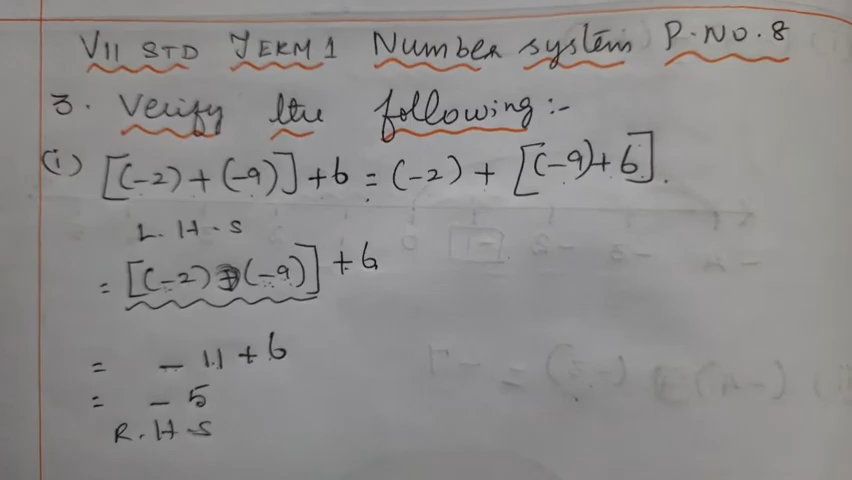 VII STD TERM 1 Number system P.NO.8
3. Verify the following:-
(i) [(-2)+(-9)]+6=(-2)+[(-9)+6].
L.H.S
= [(-2)+(-9)]+6
= -11+6
= -5
R.H.S